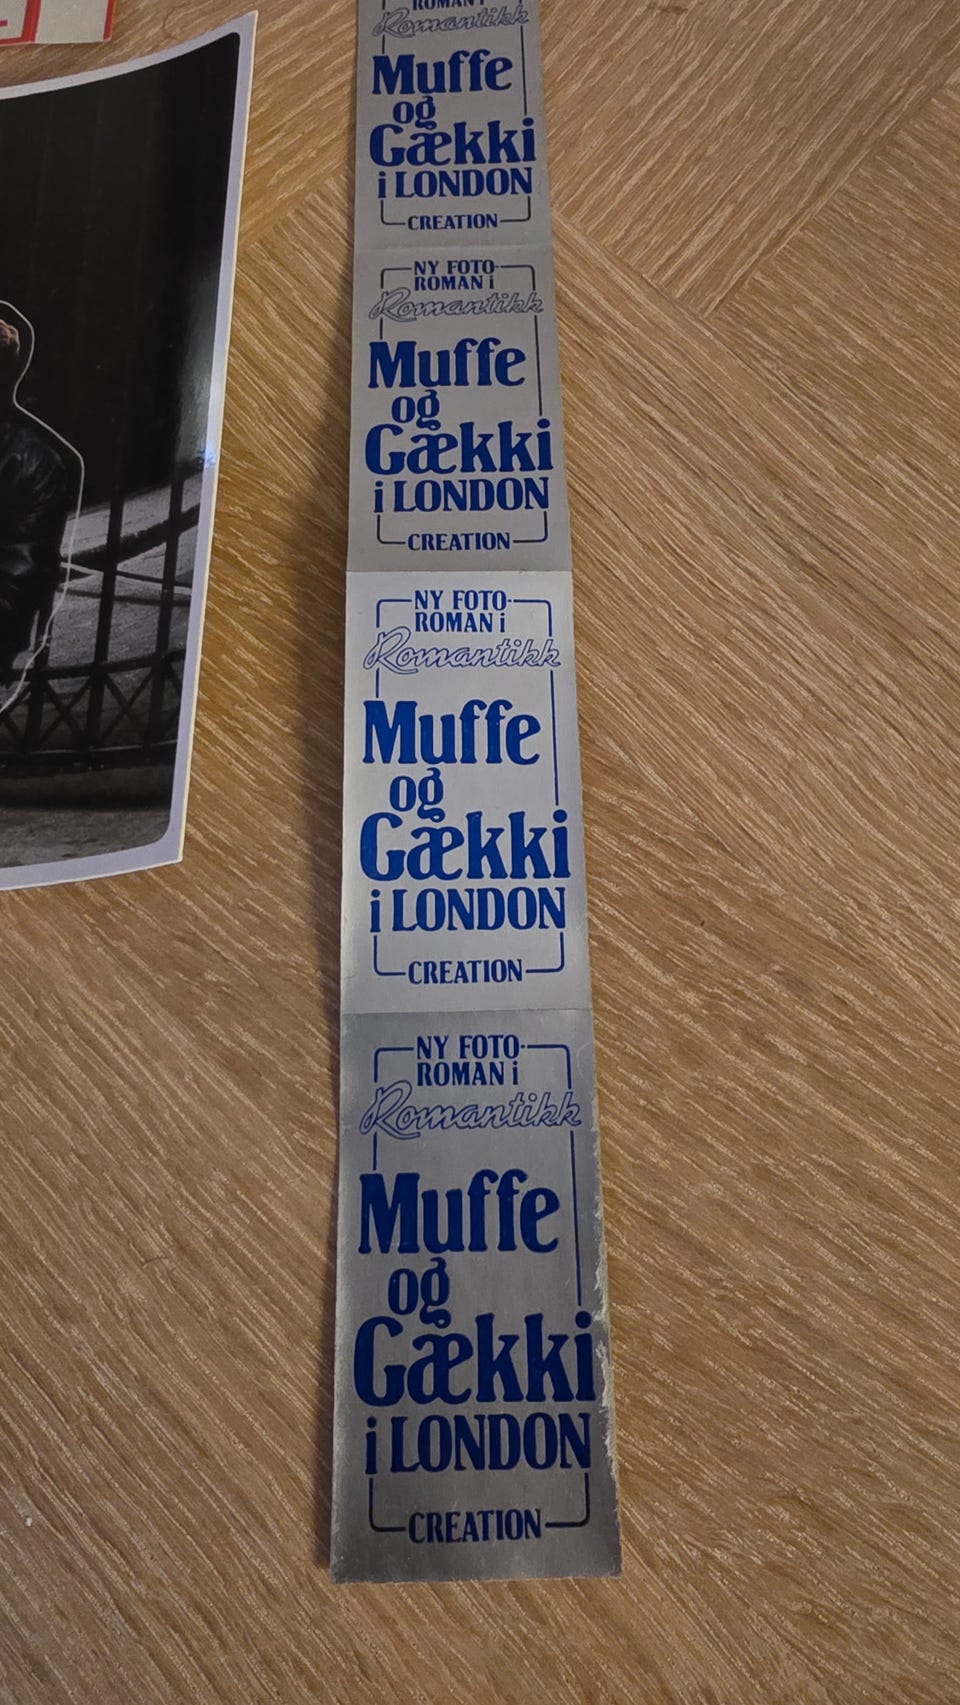 ROMAN i
Romantikk
Muffe
og
Gækki
i LONDON
CREATION
NY FOTO-
ROMAN i
Romantikk
Muffe
og
Gækki
i LONDON
CREATION
NY FOTO-
ROMAN i
Romantikk
Muffe
og
Gækki
i LONDON
CREATION
NY FOTO-
ROMAN i
Romantikk
Muffe
og
Gækki
i LONDON
CREATION